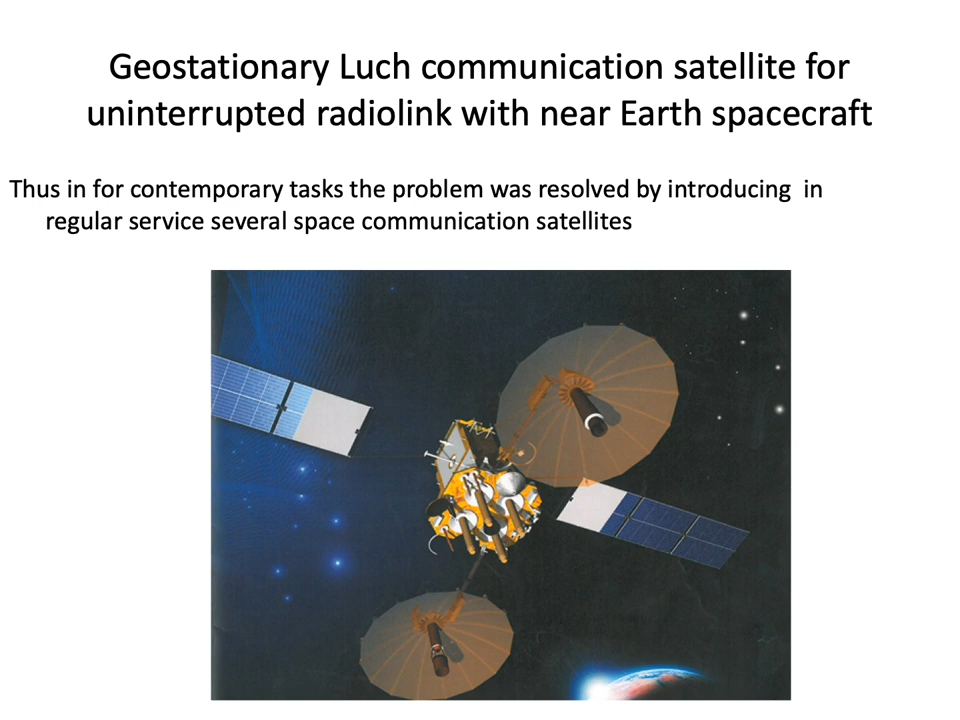 Geostationary Luch communication satellite for
uninterrupted radiolink with near Earth spacecraft
Thus in for contemporary tasks the problem was resolved by introducing  in
regular service several space communication satellites